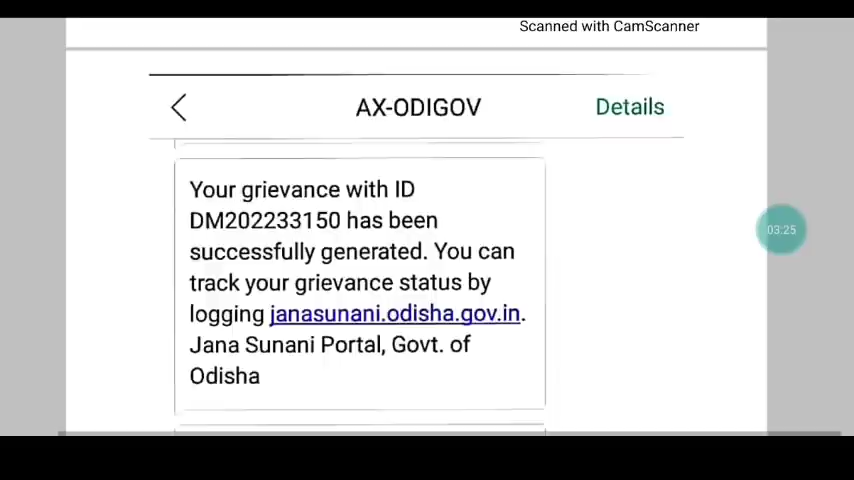 Scanned with CamScanner
AX-ODIGOV
Details
Your grievance with ID
DM202233150 has been
successfully generated. You can
track your grievance status by
logging janasunani.odisha.gov.in.
Jana Sunani Portal, Govt. of
Odisha
03:25